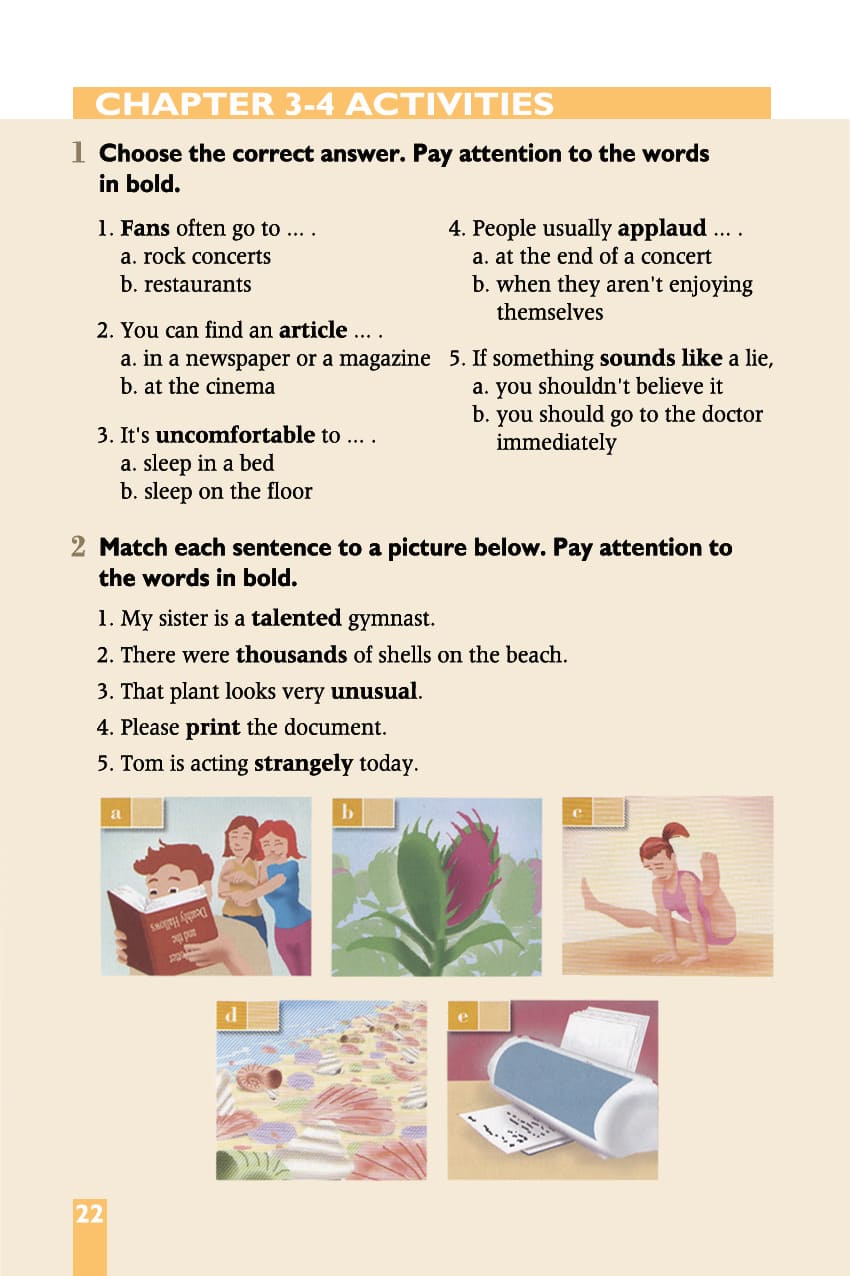 CHAPTER 3-4 ACTIVITIES
1 Choose the correct answer. Pay attention to the words
in bold.
1. Fans often go to ... .
a. rock concerts
b. restaurants
2. You can find an article ... .
a. in a newspaper or a magazine
b. at the cinema
3. It's uncomfortable to ... .
a. sleep in a bed
b. sleep on the floor
4. People usually applaud ... .
a. at the end of a concert
b. when they aren't enjoying
themselves
5. If something sounds like a lie,
a. you shouldn't believe it
b. you should go to the doctor
immediately
2 Match each sentence to a picture below. Pay attention to
the words in bold.
1. My sister is a talented gymnast.
2. There were thousands of shells on the beach.
3. That plant looks very unusual.
4. Please print the document.
5. Tom is acting strangely today.
a
b
c
and the
Deathly Hallows
d
e
22